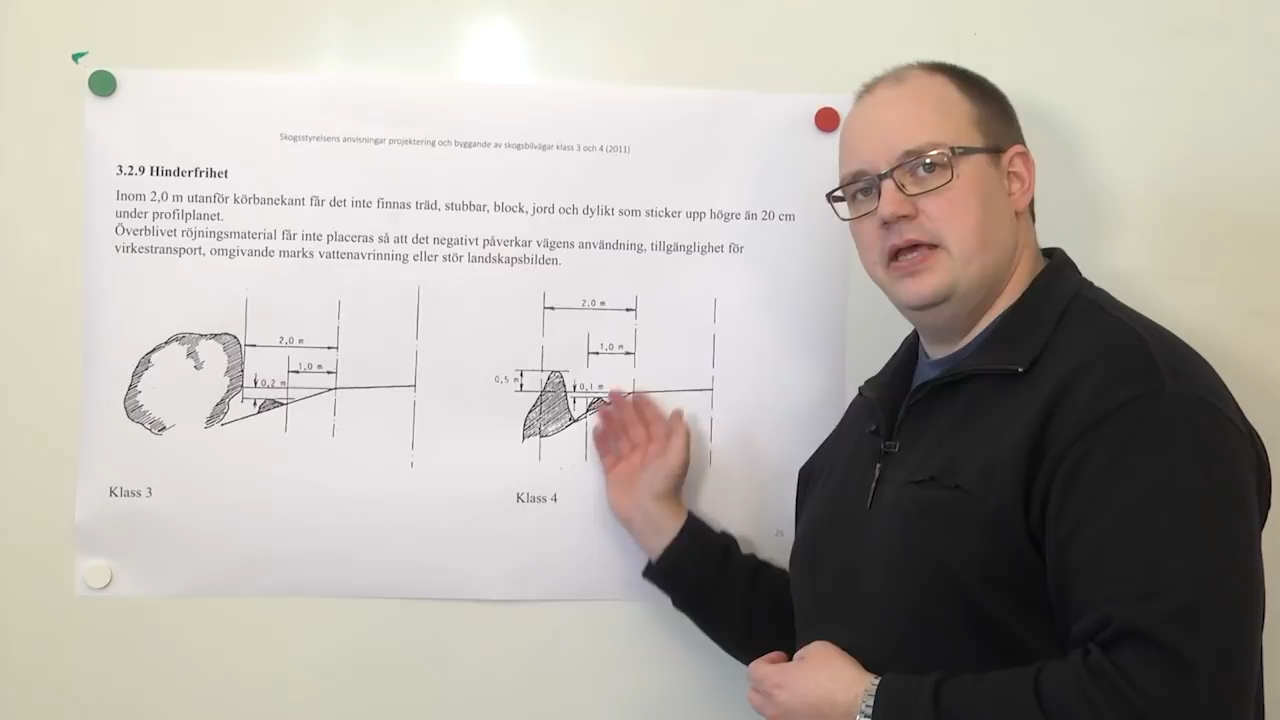 Skogsstyrelsens anvisningar projektering och byggande av skogsbilvägar klass 3 och 4 (2011)
3.2.9 Hinderfrihet
Inom 2,0 m utanför körbanekant får det inte finnas träd, stubbar, block, jord och dylikt som sticker upp högre än 20 cm
under profilplanet.
Överblivet röjningsmaterial får inte placeras så att det negativt påverkar vägens användning, tillgänglighet för
virkestransport, omgivande marks vattenavrinning eller stör landskapsbilden.
2,0 m
1,0 m
0,2 m
2,0 m
1,0 m
0,5 m
0,1 m
Klass 3
Klass 4
25